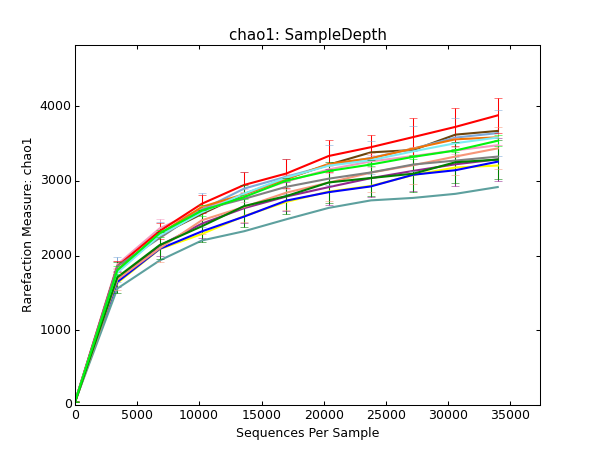 chao1: SampleDepth
4000
3000
2000
1000
0
0 5000 10000 15000 20000 25000 30000 35000
Rarefaction Measure: chao1
Sequences Per Sample